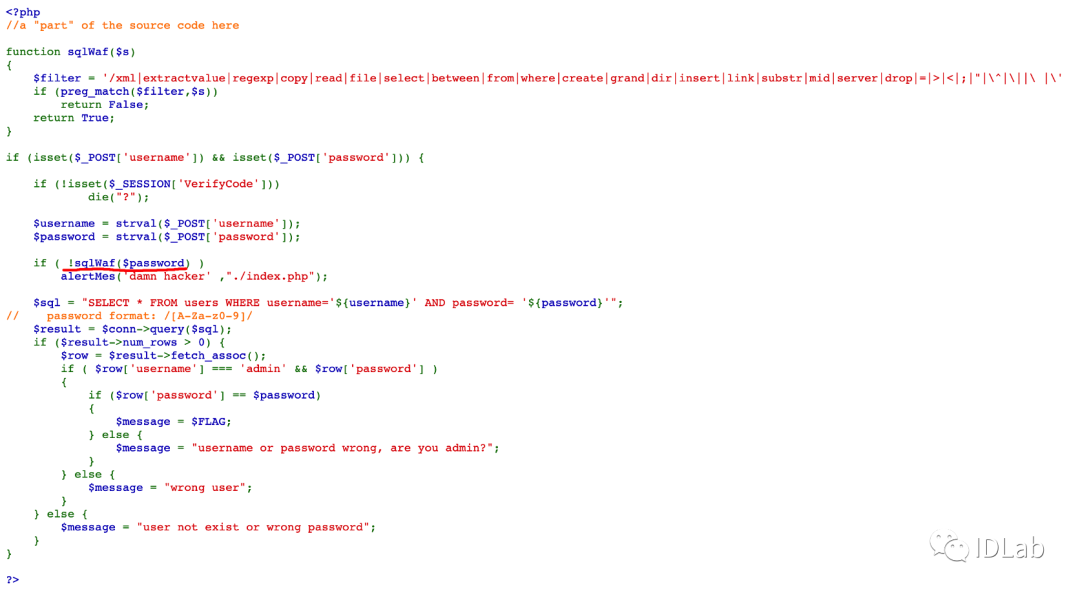 <?php
//a "part" of the source code here
function sqlWaf($s)
{
$filter = '/xml|extractvalue|regexp|copy|read|file|select|between|from|where|create|grand|dir|insert|link|substr|mid|server|drop|=|>|<|;|"|\^|\||\ |\'
if (preg_match($filter,$s))
return False;
return True;
}
if (isset($_POST['username']) && isset($_POST['password'])) {
if (!isset($_SESSION['VerifyCode']))
die("?");
$username = strval($_POST['username']);
$password = strval($_POST['password']);
if ( !sqlWaf($password) )
alertMes('damn hacker' ,"./index.php");
$sql = "SELECT * FROM users WHERE username='${username}' AND password= '${password}'";
// password format: /[A-Za-z0-9]/
$result = $conn->query($sql);
if ($result->num_rows > 0) {
$row = $result->fetch_assoc();
if ( $row['username'] === 'admin' && $row['password'] )
{
if ($row['password'] == $password)
{
$message = $FLAG;
} else {
$message = "username or password wrong, are you admin?";
}
} else {
$message = "wrong user";
}
} else {
$message = "user not exist or wrong password";
}
}
?>
IDLab